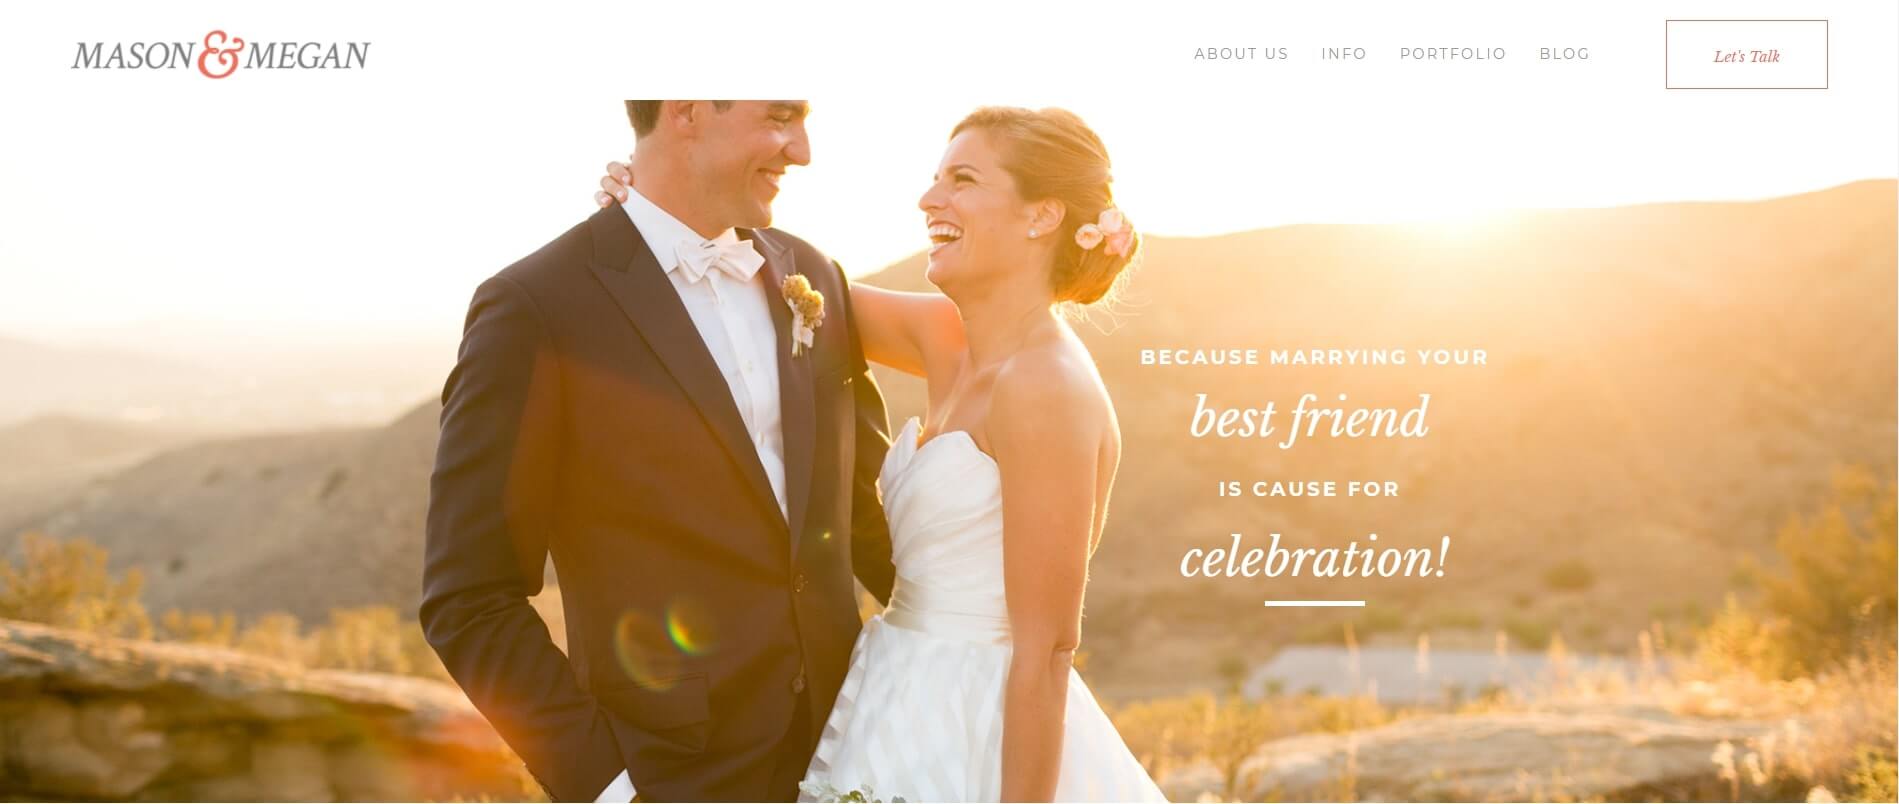 MASON & MEGAN
ABOUT US INFO PORTFOLIO BLOG Let's Talk
BECAUSE MARRYING YOUR
best friend
IS CAUSE FOR
celebration!